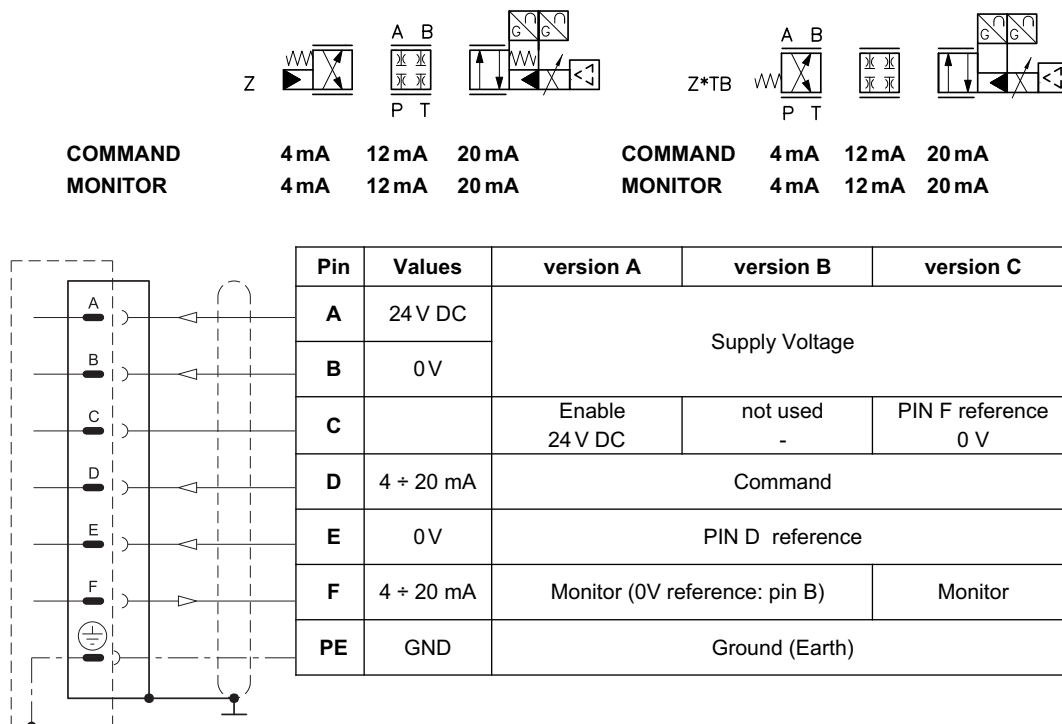 A B
G G
Z
P T
A B
G G
Z*TB
P T
COMMAND 4 mA 12 mA 20 mA
MONITOR 4 mA 12 mA 20 mA
COMMAND 4 mA 12 mA 20 mA
MONITOR 4 mA 12 mA 20 mA
A
B
C
D
E
F
Pin Values version A version B version C
A 24 V DC Supply Voltage
B 0 V
C Enable 24 V DC not used - PIN F reference 0 V
D 4 ÷ 20 mA Command
E 0 V PIN D reference
F 4 ÷ 20 mA Monitor (0V reference: pin B) Monitor
PE GND Ground (Earth)